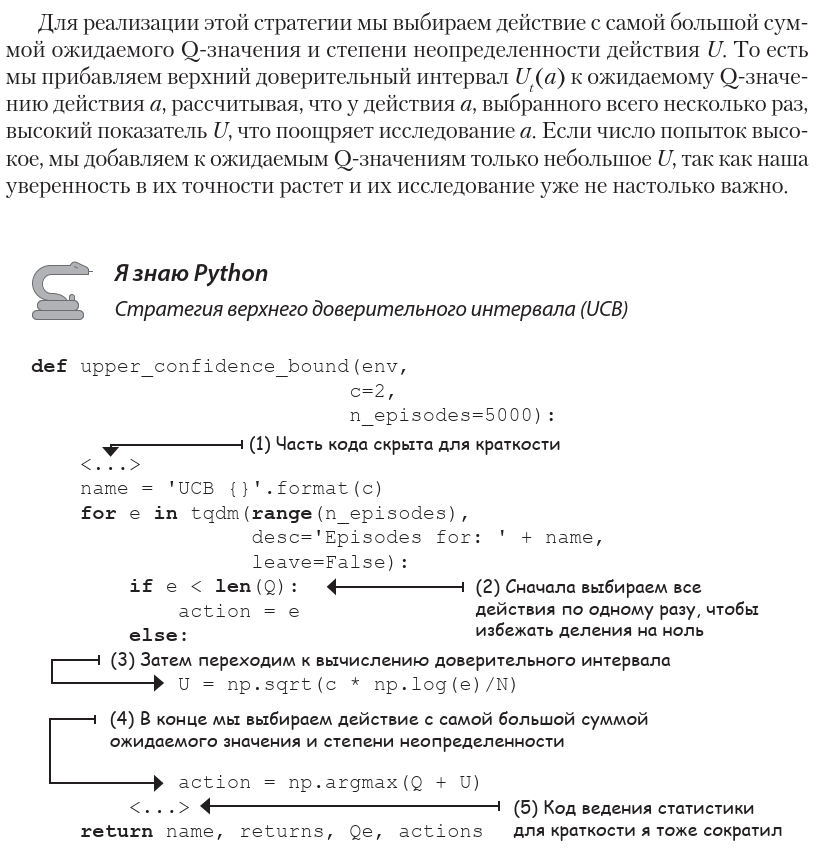 Для реализации этой стратегии мы выбираем действие с самой большой сум-
мой ожидаемого Q-значения и степени неопределенности действия U. То есть
мы прибавляем верхний доверительный интервал Uₜ(a) к ожидаемому Q-значе-
нию действия a, рассчитывая, что у действия a, выбранного всего несколько раз,
высокий показатель U, что поощряет исследование a. Если число попыток высо-
кое, мы добавляем к ожидаемым Q-значениям только небольшое U, так как наша
уверенность в их точности растет и их исследование уже не настолько важно.
Я знаю Python
Стратегия верхнего доверительного интервала (UCB)
def upper_confidence_bound(env,
                           c=2,
                           n_episodes=5000):
(1) Часть кода скрыта для краткости
    <...>
    name = 'UCB {}'.format(c)
    for e in tqdm(range(n_episodes),
                  desc='Episodes for: ' + name,
                  leave=False):
        if e < len(Q):
            action = e
        else:
(2) Сначала выбираем все
действия по одному разу, чтобы
избежать деления на ноль
(3) Затем переходим к вычислению доверительного интервала
            U = np.sqrt(c * np.log(e)/N)
(4) В конце мы выбираем действие с самой большой суммой
ожидаемого значения и степени неопределенности
            action = np.argmax(Q + U)
        <...>
    return name, returns, Qe, actions
(5) Код ведения статистики
для краткости я тоже сократил